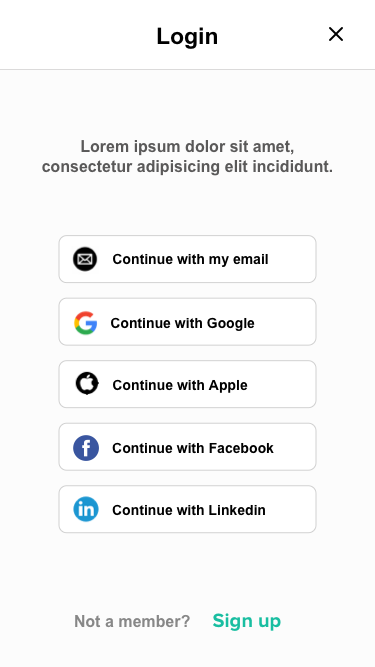 Login
Lorem ipsum dolor sit amet,
consectetur adipisicing elit incididunt.
Continue with my email
Continue with Google
Continue with Apple
Continue with Facebook
Continue with Linkedin
Not a member? Sign up